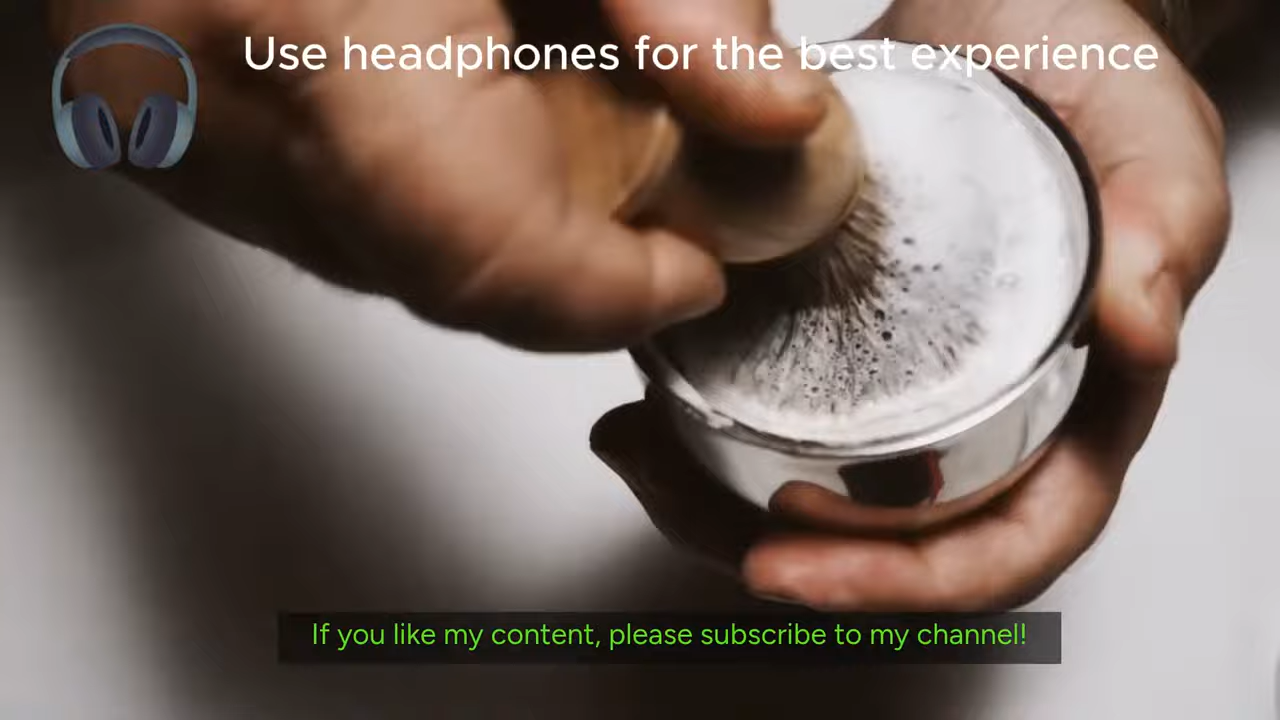 Use headphones for the best experience
If you like my content, please subscribe to my channel!